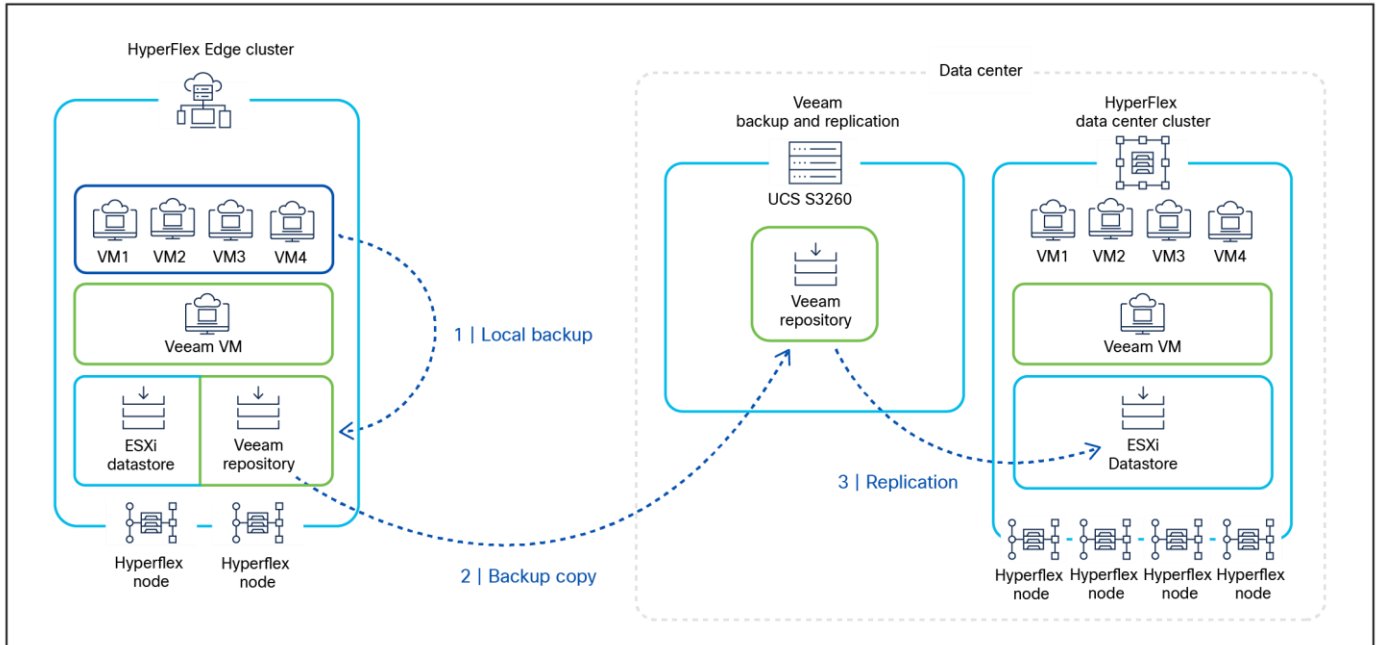 HyperFlex Edge cluster
VM1 VM2 VM3 VM4
Veeam VM
ESXi
datastore
Veeam
repository
Hyperflex
node
Hyperflex
node
1 | Local backup
2 | Backup copy
Data center
Veeam
backup and replication
UCS S3260
Veeam
repository
3 | Replication
HyperFlex
data center cluster
VM1 VM2 VM3 VM4
Veeam VM
ESXi
Datastore
Hyperflex
node
Hyperflex
node
Hyperflex
node
Hyperflex
node